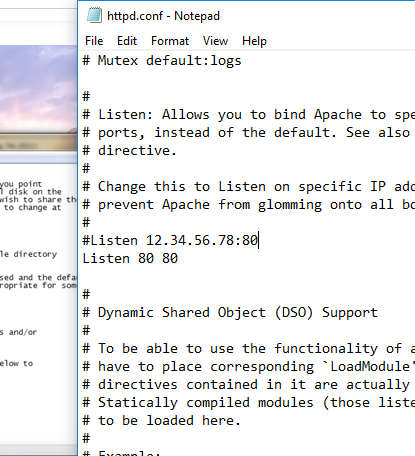 httpd.conf - Notepad
File Edit Format View Help
# Mutex default:logs
#
# Listen: Allows you to bind Apache to spe
# ports, instead of the default. See also
# directive.
#
# Change this to Listen on specific IP add
# prevent Apache from glomming onto all bo
#
#Listen 12.34.56.78:80
Listen 80 80
#
# Dynamic Shared Object (DSO) Support
#
# To be able to use the functionality of a
# have to place corresponding `LoadModule'
# directives contained in it are actually
# Statically compiled modules (those liste
# to be loaded here.
#
# Example:
you point
l disk on the
wish to share th
to change at
le directory
sed and the defa
ropriate for som
s and/or
elow to